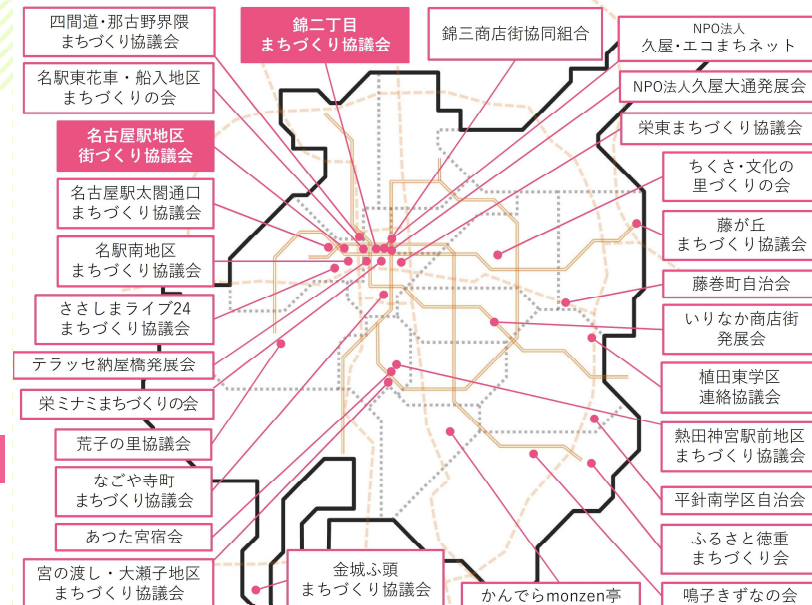 四間道･那古野界隈
まちづくり協議会
名駅東花車・船入地区
まちづくりの会
名古屋駅地区
街づくり協議会
名古屋駅太閤通口
まちづくり協議会
名駅南地区
まちづくり協議会
ささしまライブ24
まちづくり協議会
テラッセ納屋橋発展会
栄ミナミまちづくりの会
荒子の里協議会
なごや寺町
まちづくり協議会
あつた宮宿会
宮の渡し・大瀬子地区
まちづくり協議会
錦二丁目
まちづくり協議会
錦三商店街協同組合
金城ふ頭
まちづくり協議会
かんでらmonzen亭
NPO法人
久屋･エコまちネット
NPO法人久屋大通発展会
栄東まちづくり協議会
ちくさ･文化の
里づくりの会
藤が丘
まちづくり協議会
藤巻町自治会
いりなか商店街
発展会
植田東学区
連絡協議会
熱田神宮駅前地区
まちづくり協議会
平針南学区自治会
ふるさと徳重
まちづくり会
鳴子きずなの会